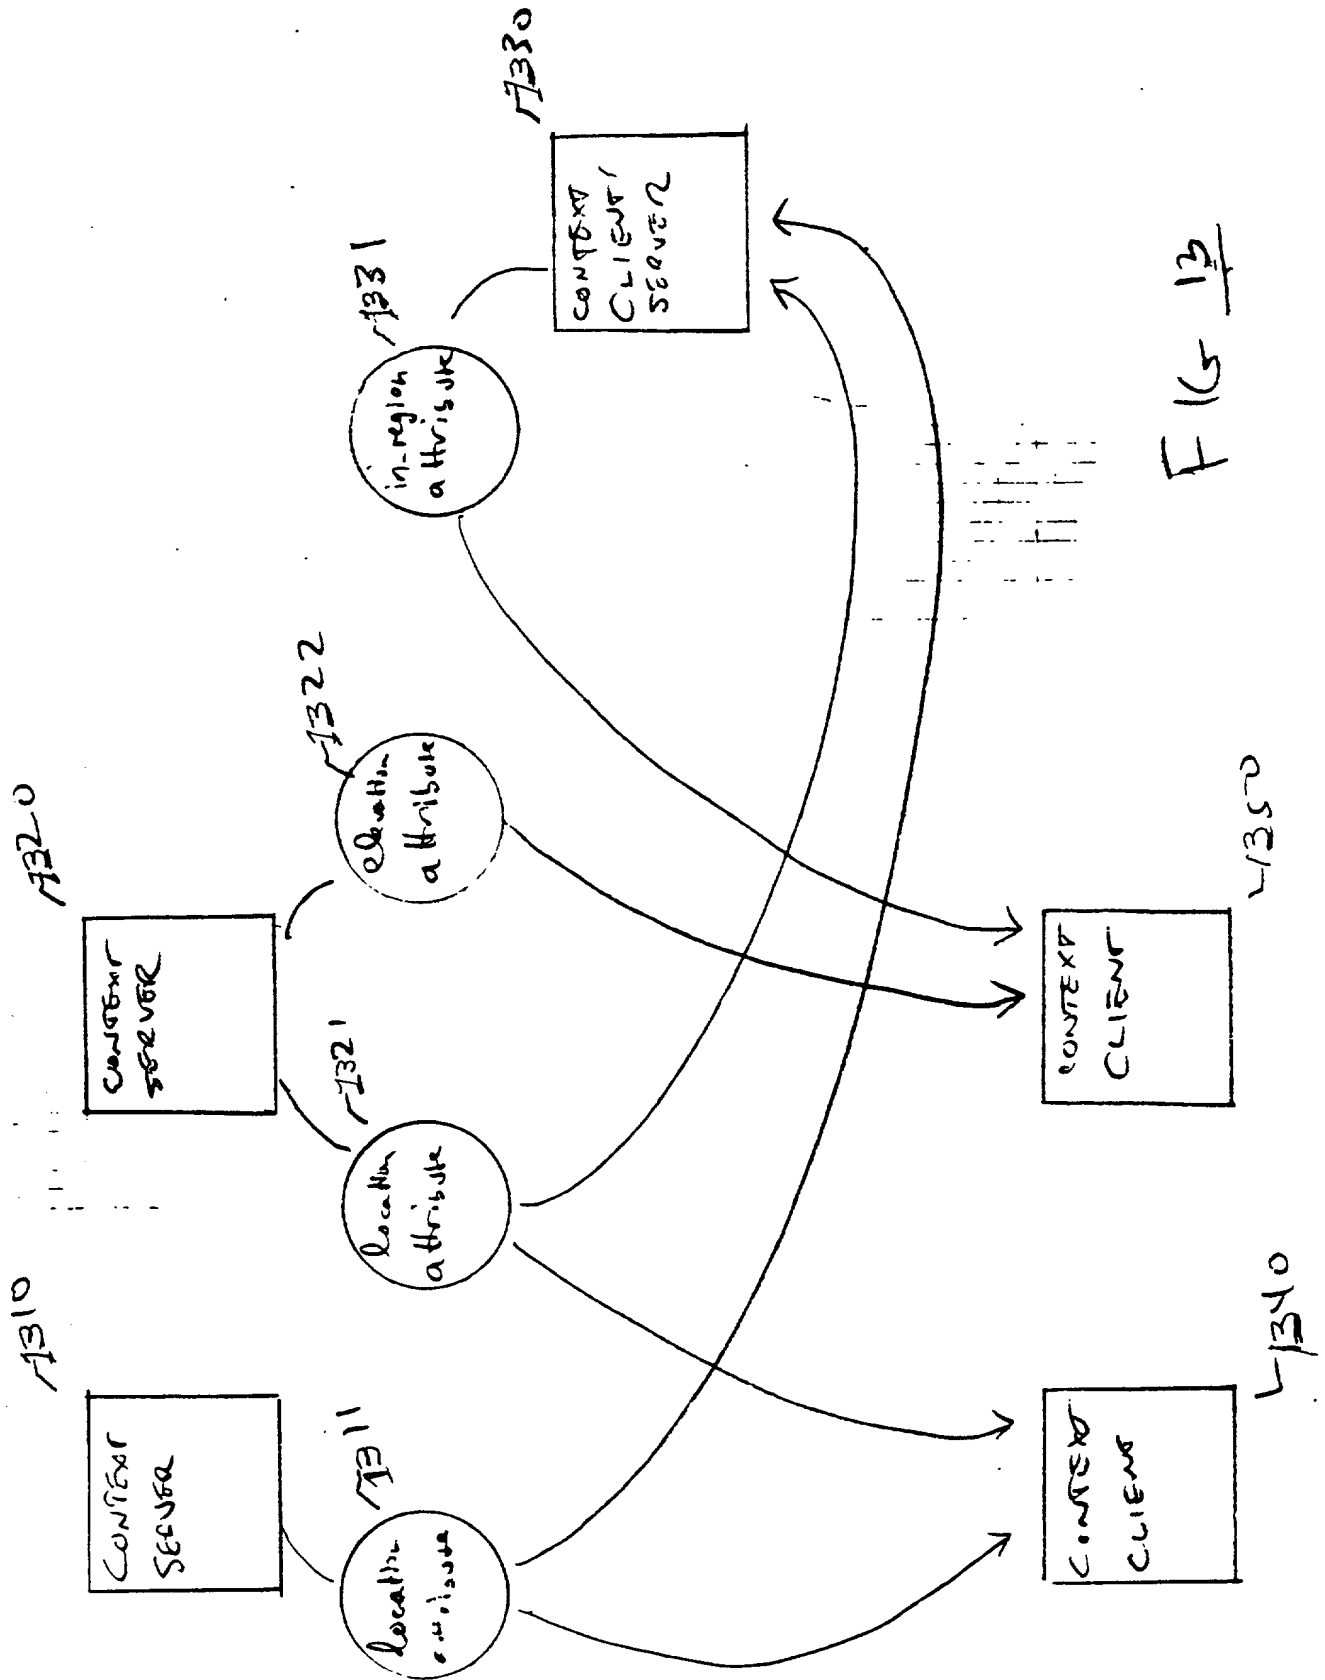 1310
CONTEXT
SERVER
1311
location
attribute
1320
CONTEXT
SERVER
1321
location
attribute
1322
elevation
attribute
1331
in-region
attribute
1330
CONTEXT
CLIENT/
SERVER
CONTEXT
CLIENT
1340
CONTEXT
CLIENT
1350
FIG 13